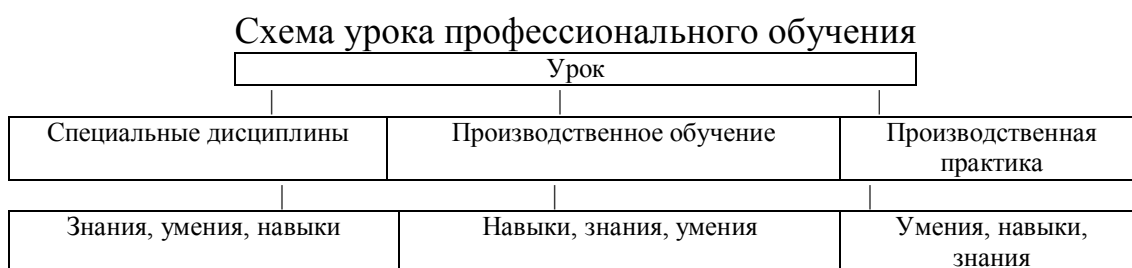 Схема урока профессионального обучения
Урок
Специальные дисциплины
Производственное обучение
Производственная
практика
Знания, умения, навыки
Навыки, знания, умения
Умения, навыки,
знания